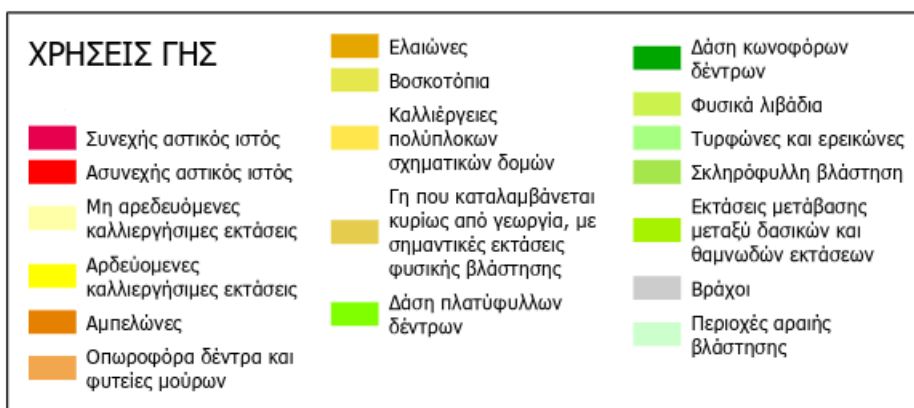 ΧΡΗΣΕΙΣ ΓΗΣ
Συνεχής αστικός ιστός
Ασυνεχής αστικός ιστός
Μη αρεδευόμενες
καλλιεργήσιμες εκτάσεις
Αρδεύομενες
καλλιεργήσιμες εκτάσεις
Αμπελώνες
Οπωροφόρα δέντρα και
φυτείες μούρων
Ελαιώνες
Βοσκοτόπια
Καλλιέργειες
πολύπλοκων
σχηματικών δομών
Γη που καταλαμβάνεται
κυρίως από γεωργία, με
σημαντικές εκτάσεις
φυσικής βλάστησης
Δάση πλατύφυλλων
δέντρων
Δάση κωνοφόρων
δέντρων
Φυσικά λιβάδια
Τυρφώνες και ερεικώνες
Σκληρόφυλλη βλάστηση
Εκτάσεις μετάβασης
μεταξύ δασικών και
θαμνωδών εκτάσεων
Βράχοι
Περιοχές αραιής
βλάστησης